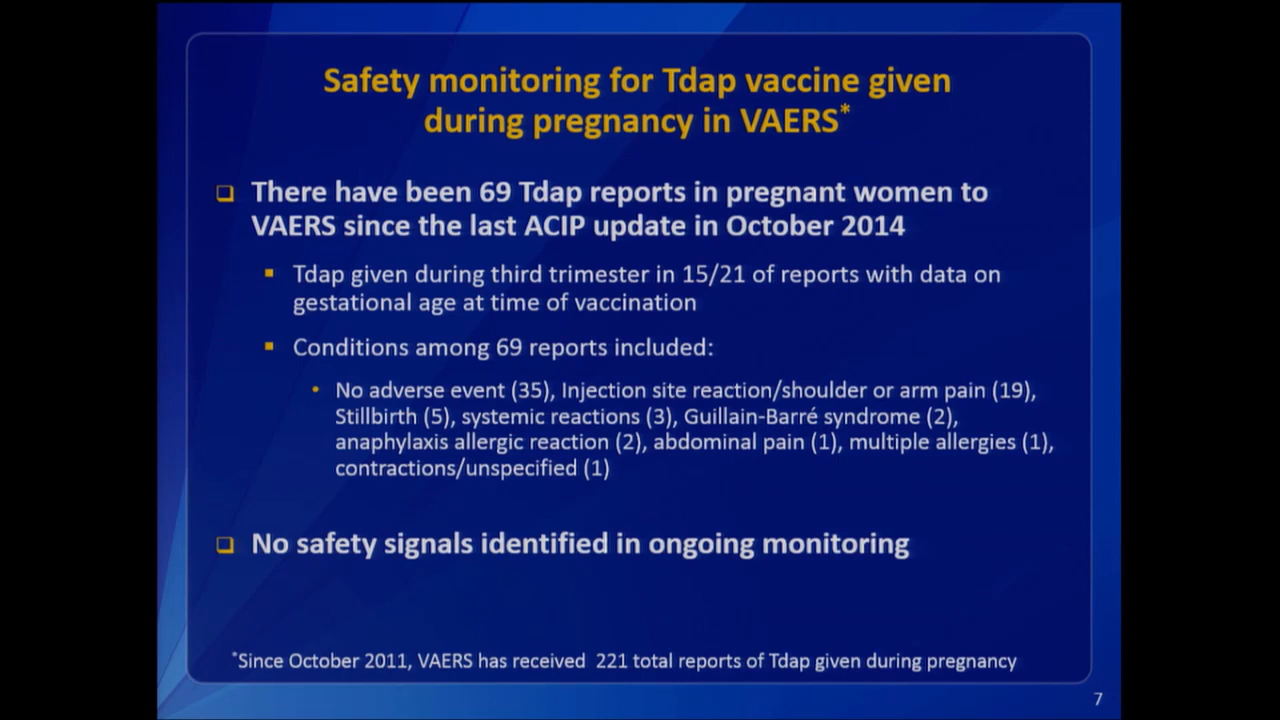 Safety monitoring for Tdap vaccine given
during pregnancy in VAERS*
There have been 69 Tdap reports in pregnant women to
VAERS since the last ACIP update in October 2014
Tdap given during third trimester in 15/21 of reports with data on
gestational age at time of vaccination
Conditions among 69 reports included:
No adverse event (35), Injection site reaction/shoulder or arm pain (19),
Stillbirth (5), systemic reactions (3), Guillain-Barré syndrome (2),
anaphylaxis allergic reaction (2), abdominal pain (1), multiple allergies (1),
contractions/unspecified (1)
No safety signals identified in ongoing monitoring
*Since October 2011, VAERS has received 221 total reports of Tdap given during pregnancy
7